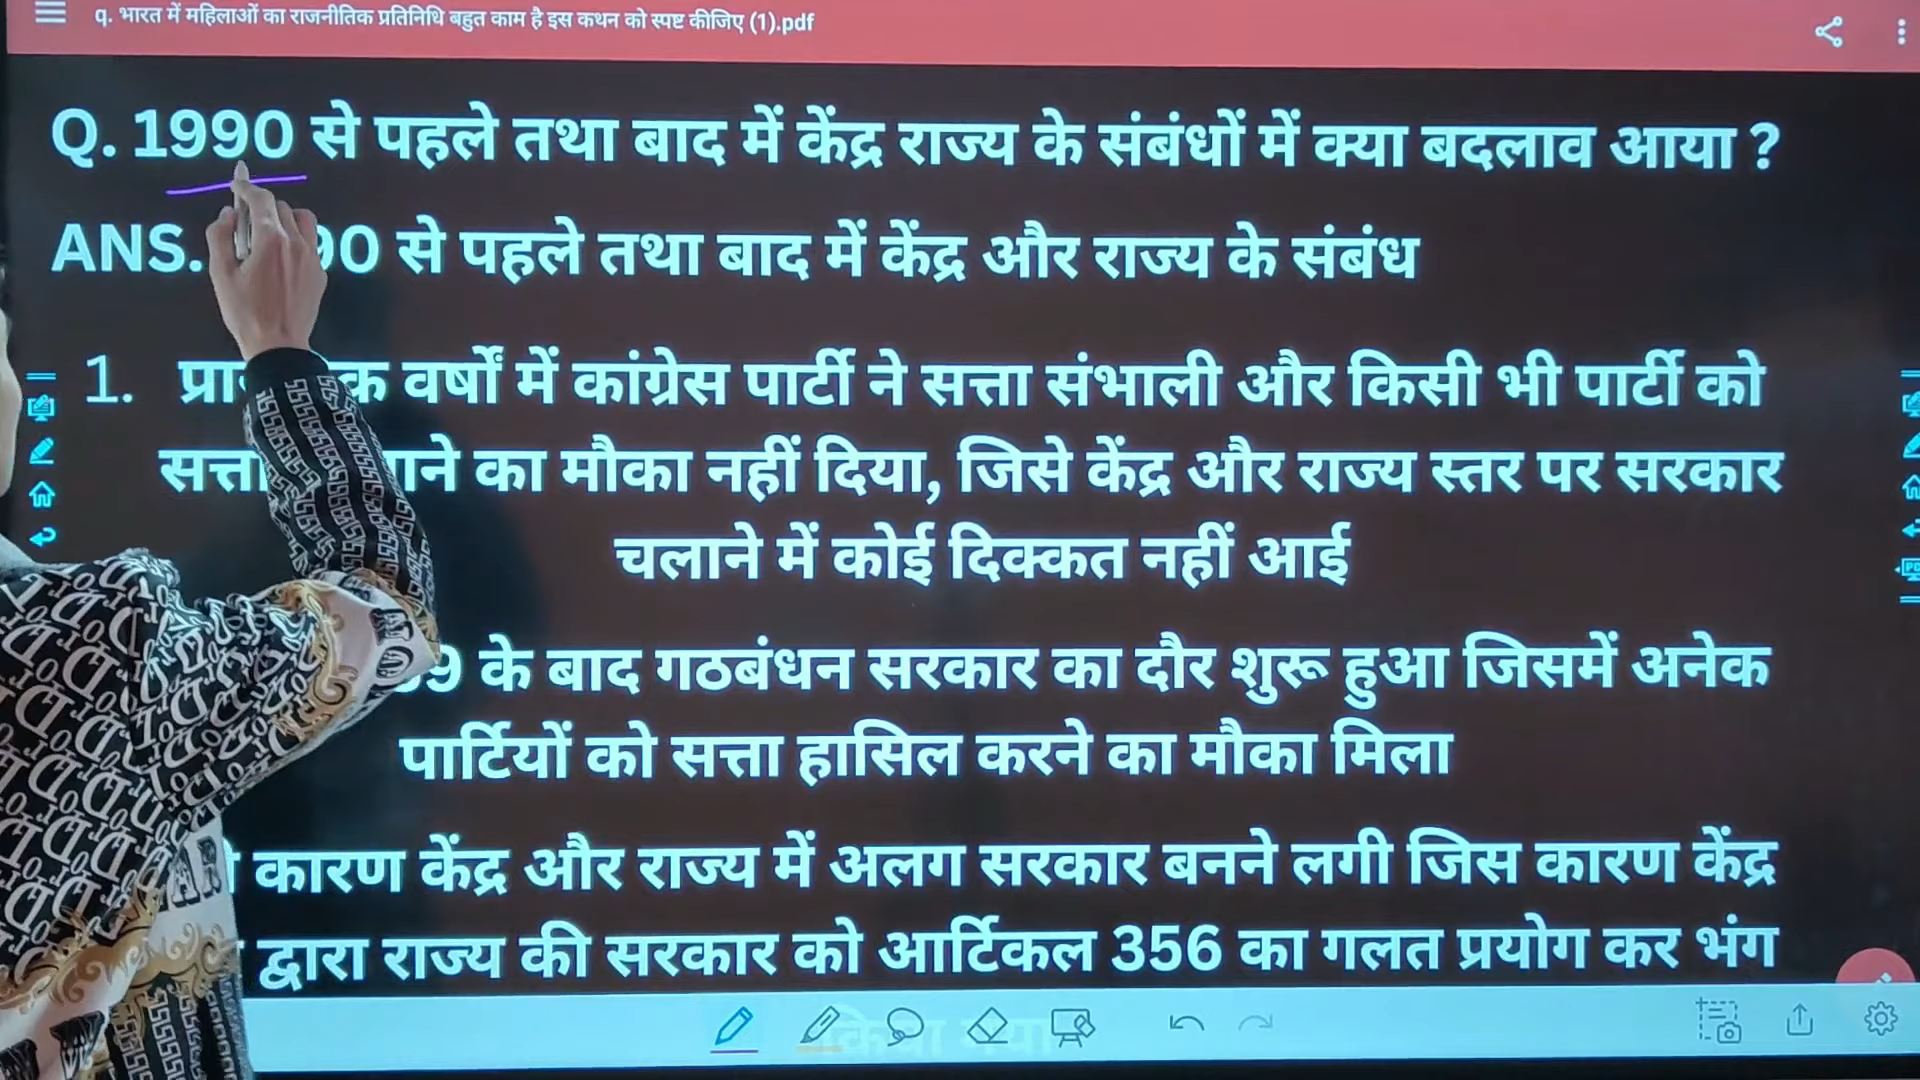 q. भारत में महिलाओं का राजनीतिक प्रतिनिधि बहुत काम है इस कथन को स्पष्ट कीजिए (1).pdf
Q. 1990 से पहले तथा बाद में केंद्र राज्य के संबंधों में क्या बदलाव आया ?
ANS. 90 से पहले तथा बाद में केंद्र और राज्य के संबंध
1. वर्षों में कांग्रेस पार्टी ने सत्ता संभाली और किसी भी पार्टी को
सत्ता का मौका नहीं दिया, जिसे केंद्र और राज्य स्तर पर सरकार
चलाने में कोई दिक्कत नहीं आई
9 के बाद गठबंधन सरकार का दौर शुरू हुआ जिसमें अनेक
पार्टियों को सत्ता हासिल करने का मौका मिला
कारण केंद्र और राज्य में अलग सरकार बनने लगी जिस कारण केंद्र
द्वारा राज्य की सरकार को आर्टिकल 356 का गलत प्रयोग कर भंग
किया गया